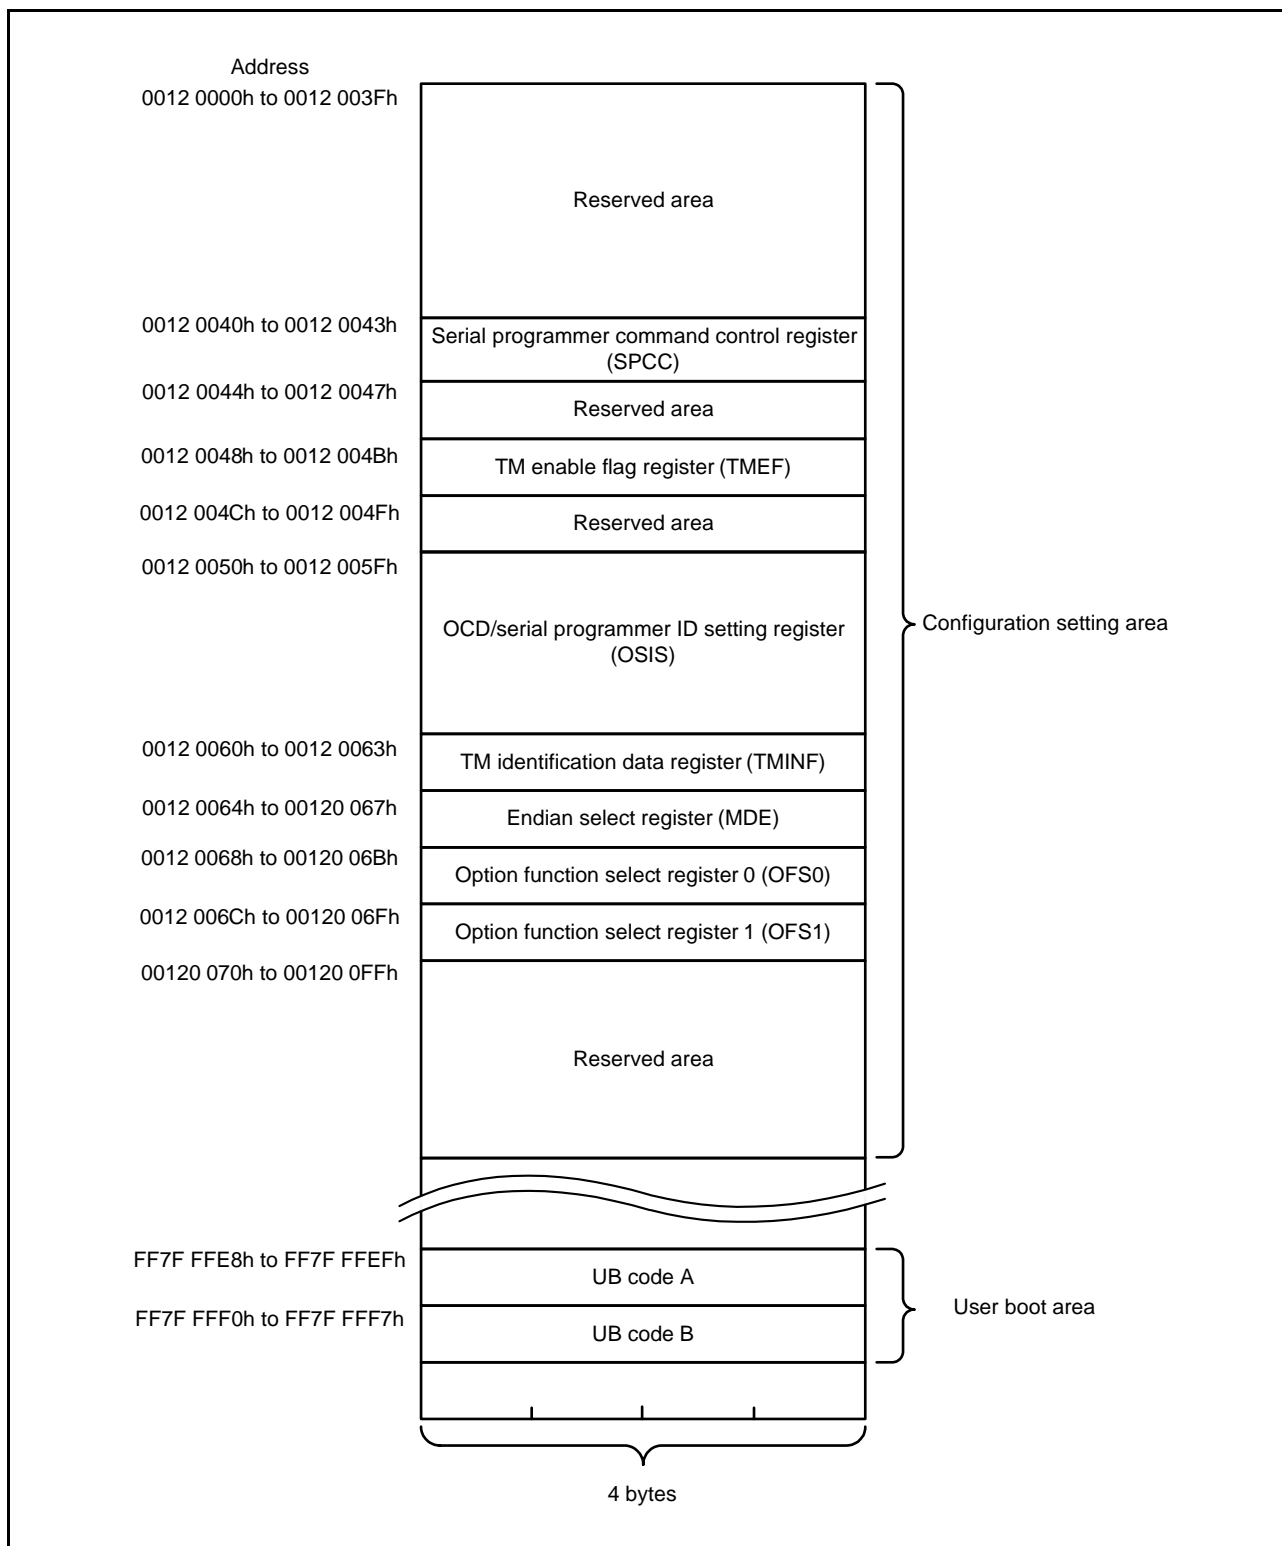 Address
0012 0000h to 0012 003Fh
Reserved area
0012 0040h to 0012 0043h
Serial programmer command control register
(SPCC)
0012 0044h to 0012 0047h
Reserved area
0012 0048h to 0012 004Bh
TM enable flag register (TMEF)
0012 004Ch to 0012 004Fh
Reserved area
0012 0050h to 0012 005Fh
OCD/serial programmer ID setting register
(OSIS)
Configuration setting area
0012 0060h to 0012 0063h
TM identification data register (TMINF)
0012 0064h to 00120 067h
Endian select register (MDE)
0012 0068h to 00120 06Bh
Option function select register 0 (OFS0)
0012 006Ch to 00120 06Fh
Option function select register 1 (OFS1)
00120 070h to 00120 0FFh
Reserved area
FF7F FFE8h to FF7F FFEFh
UB code A
FF7F FFF0h to FF7F FFF7h
UB code B
User boot area
4 bytes